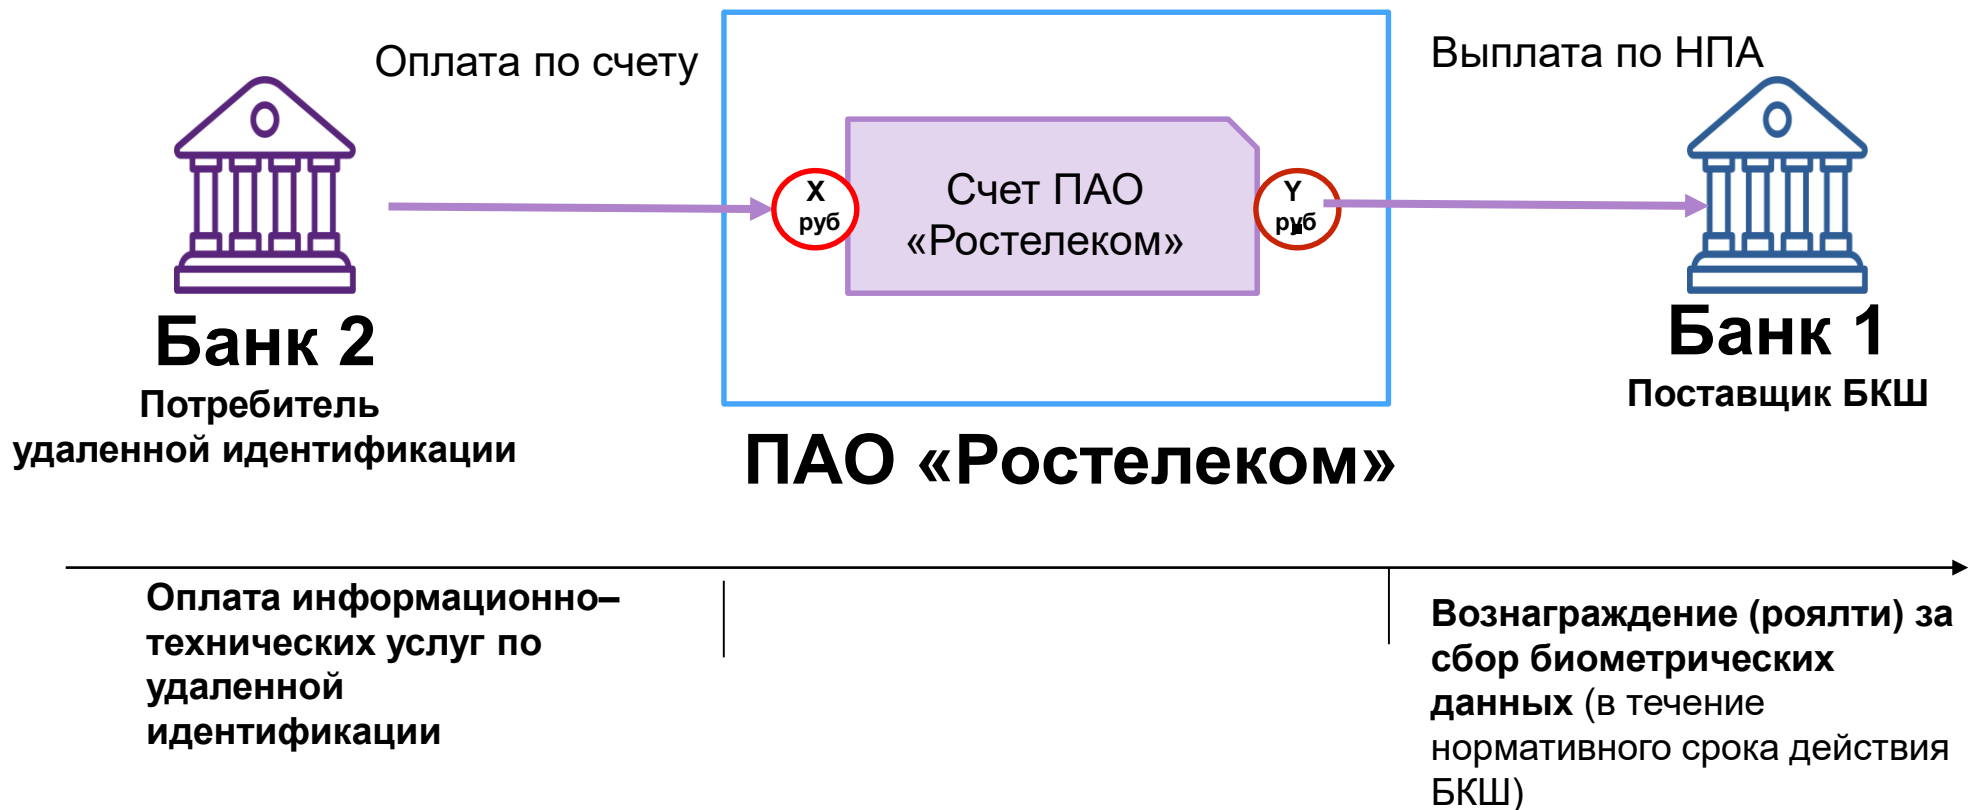 Оплата по счету
Выплата по НПА
X
руб
Счет ПАО
«Ростелеком»
Y
руб
Банк 2
Потребитель
удаленной идентификации
Банк 1
Поставщик БКШ
ПАО «Ростелеком»
Оплата информационно–
технических услуг по
удаленной
идентификации
Вознаграждение (роялти) за
сбор биометрических
данных (в течение
нормативного срока действия
БКШ)